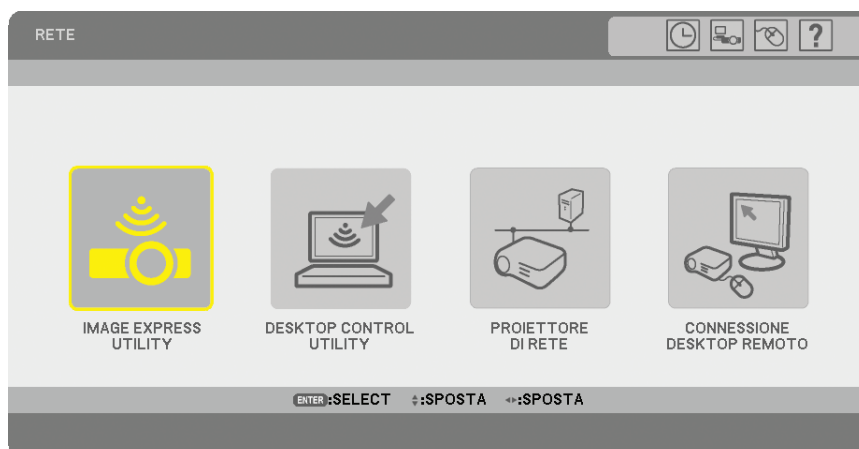 RETE
?
IMAGE EXPRESS
UTILITY
DESKTOP CONTROL
UTILITY
PROIETTORE
DI RETE
CONNESSIONE
DESKTOP REMOTO
ENTER:SELECT :SPOSTA :SPOSTA